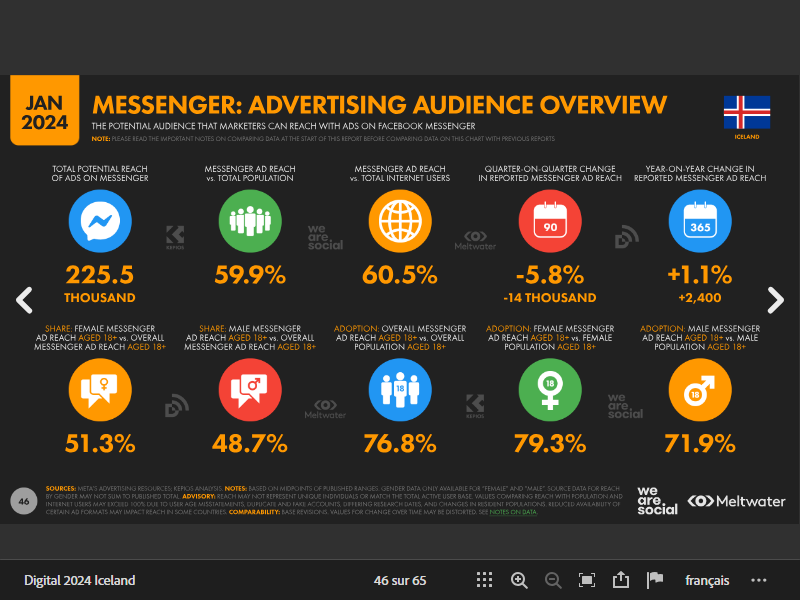 JAN
2024
MESSENGER: ADVERTISING AUDIENCE OVERVIEW
THE POTENTIAL AUDIENCE THAT MARKETERS CAN REACH WITH ADS ON FACEBOOK MESSENGER
NOTE: PLEASE READ THE IMPORTANT NOTES ON COMPARING DATA AT THE START OF THIS REPORT BEFORE COMPARING DATA ON THIS CHART WITH PREVIOUS REPORTS
ICELAND
TOTAL POTENTIAL REACH
OF ADS ON MESSENGER
225.5
THOUSAND
MESSENGER AD REACH
vs. TOTAL POPULATION
59.9%
MESSENGER AD REACH
vs. TOTAL INTERNET USERS
60.5%
QUARTER-ON-QUARTER CHANGE
IN REPORTED MESSENGER AD REACH
90
-5.8%
-14 THOUSAND
YEAR-ON-YEAR CHANGE IN
REPORTED MESSENGER AD REACH
365
+1.1%
+2,400
KEPIOS
we
are.
social
Meltwater
SHARE: FEMALE MESSENGER
AD REACH AGED 18+ vs. OVERALL
MESSENGER AD REACH AGED 18+
51.3%
SHARE: MALE MESSENGER
AD REACH AGED 18+ vs. OVERALL
MESSENGER AD REACH AGED 18+
48.7%
ADOPTION: OVERALL MESSENGER
AD REACH AGED 18+ vs. OVERALL
POPULATION AGED 18+
18
76.8%
ADOPTION: FEMALE MESSENGER
AD REACH AGED 18+ vs. FEMALE
POPULATION AGED 18+
18
79.3%
ADOPTION: MALE MESSENGER
AD REACH AGED 18+ vs. MALE
POPULATION AGED 18+
18
71.9%
Meltwater
KEPIOS
we
are.
social
46
SOURCES: META'S ADVERTISING RESOURCES; KEPIOS ANALYSIS. NOTES: BASED ON MIDPOINTS OF PUBLISHED RANGES. GENDER DATA ONLY AVAILABLE FOR "FEMALE" AND "MALE". SOURCE DATA FOR REACH
BY GENDER MAY NOT SUM TO PUBLISHED TOTAL. ADVISORY: REACH MAY NOT REPRESENT UNIQUE INDIVIDUALS OR MATCH THE TOTAL ACTIVE USER BASE. VALUES COMPARING REACH WITH POPULATION AND
INTERNET USERS MAY EXCEED 100% DUE TO USER AGE MISSTATEMENTS, DUPLICATE AND FAKE ACCOUNTS, DIFFERING RESEARCH DATES, AND CHANGES IN RESIDENT POPULATIONS. REDUCED AVAILABILITY OF
CERTAIN AD FORMATS MAY IMPACT REACH IN SOME COUNTRIES. COMPARABILITY: BASE REVISIONS. VALUES FOR CHANGE OVER TIME MAY BE DISTORTED. SEE NOTES ON DATA.
we
are.
social
Meltwater
Digital 2024 Iceland
46 sur 65
français